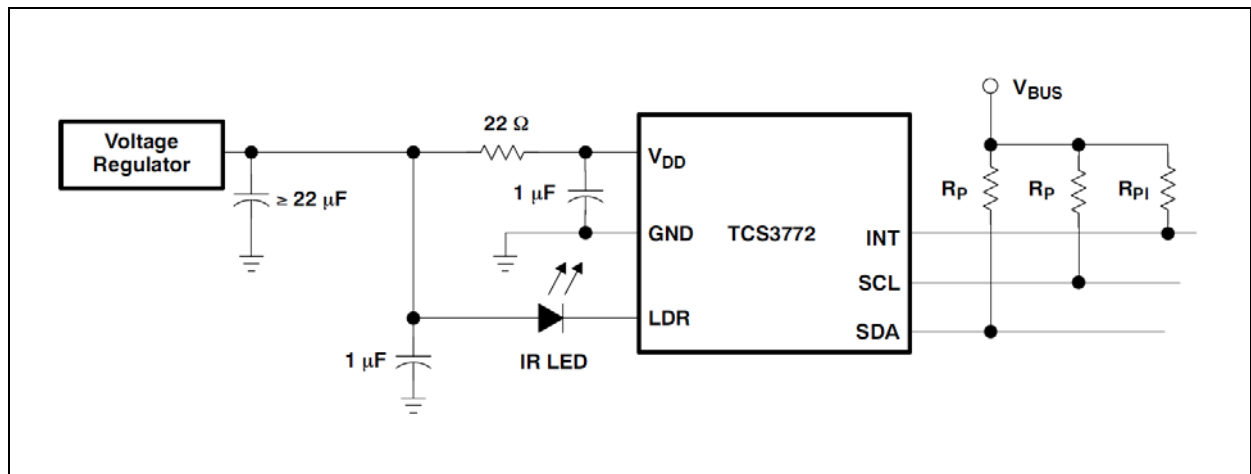 Voltage
Regulator
≥ 22 μF
22 Ω
1 μF
1 μF
IR LED
V_DD
GND
LDR
TCS3772
INT
SCL
SDA
V_BUS
R_P
R_P
R_PI